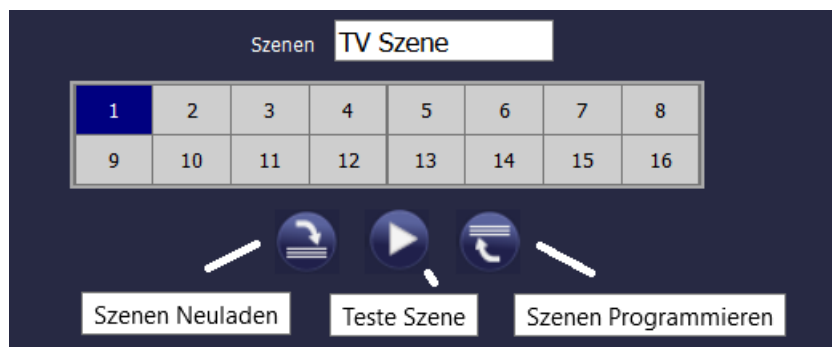 Szenen TV Szene
1 2 3 4 5 6 7 8
9 10 11 12 13 14 15 16
Szenen Neuladen Teste Szene Szenen Programmieren